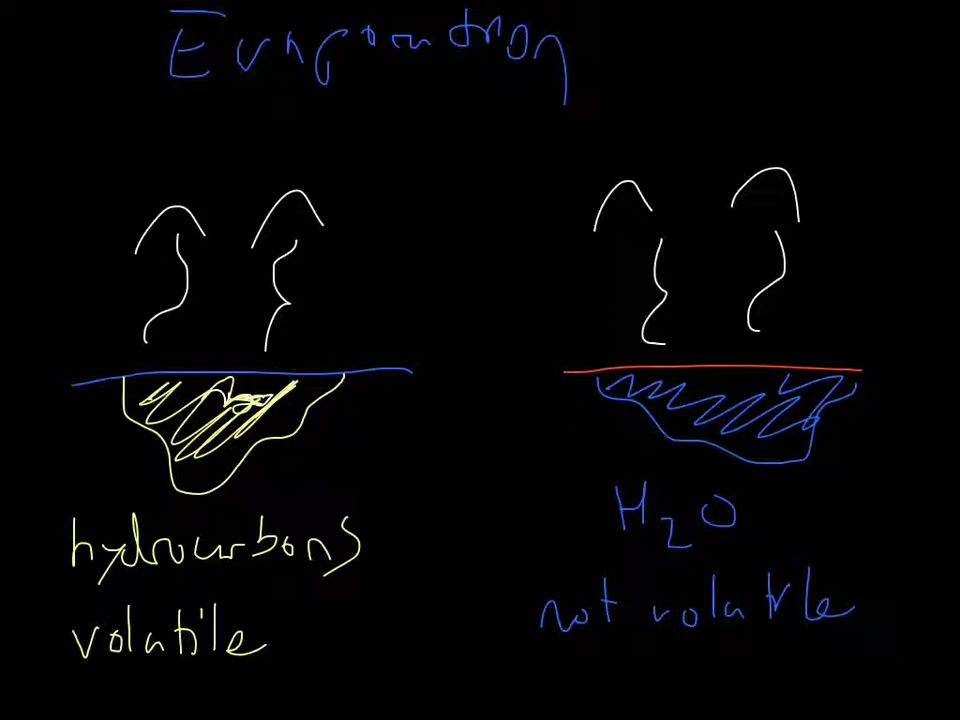 Evaporation
hydrocarbons
volatile
H2O
not volatile